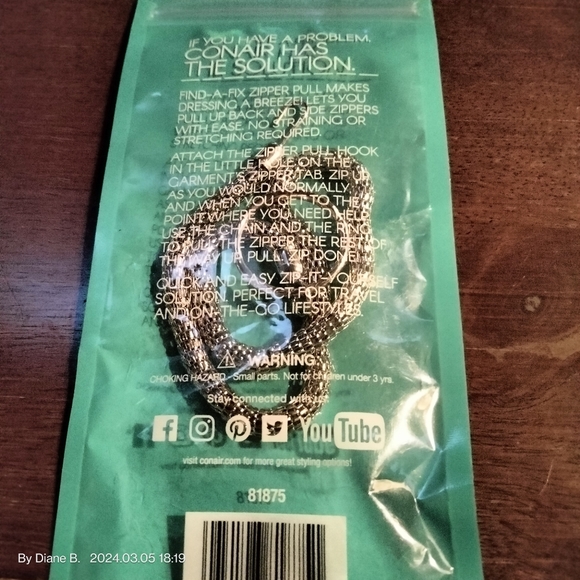 IF YOU HAVE A PROBLEM,
CONAIR HAS
THE SOLUTION.
FIND-A-FIX ZIPPER PULL MAKES
DRESSING A BREEZE! LETS YOU
PULL UP BACK AND SIDE ZIPPERS
WITH EASE. NO STRAINING OR
STRETCHING REQUIRED.
ATTACH THE ZIPPER PULL HOOK
IN THE LITTLE HOLE ON THE
GARMENT'S ZIPPER TAB. ZIP UP
AS YOU WOULD NORMALLY
AND WHEN YOU GET TO THE
POINT WHERE YOU NEED HELP,
USE THE CHAIN AND THE RING
TO PULL THE ZIPPER THE REST OF
THE WAY UP. PULL. ZIP. DONE!
QUICK AND EASY ZIP-IT-YOURSELF
SOLUTION. PERFECT FOR TRAVEL
AND ON-THE-GO LIFESTYLES.
WARNING:
CHOKING HAZARD - Small parts. Not for children under 3 yrs.
Stay connected with us:
YouTube
visit conair.com for more great styling options!
81875
By Diane B. 2024.03.05 18:19